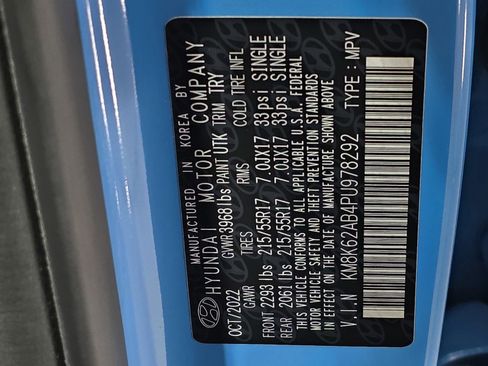 MANUFACTURED IN KOREA BY
HYUNDAI MOTOR COMPANY
OCT/2022 GVWR3968lbs PAINT UTK TRIM TRY
GAWR TIRES RIMS COLD TIRE INFL
FRONT 2293 lbs 215/55R17 7.0JX17 33psi SINGLE
REAR 2061 lbs 215/55R17 7.0JX17 33psi SINGLE
THIS VEHICLE CONFORMS TO ALL APPLICABLE U.S.A. FEDERAL
MOTOR VEHICLE SAFETY AND THEFT PREVENTION STANDARDS
IN EFFECT ON THE DATE OF MANUFACTURE SHOWN ABOVE
V.I.N KM8K62AB4PU978292 TYPE : MPV